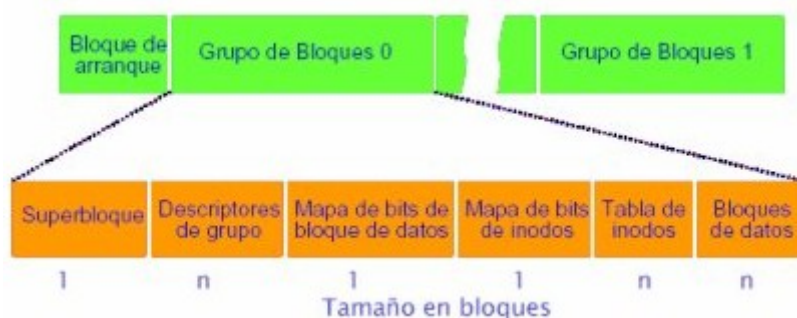 Bloque de
arranque
Grupo de Bloques 0
Grupo de Bloques 1
Superbloque
Descriptores
de grupo
Mapa de bits de
bloque de datos
Mapa de bits
de inodos
Tabla de
inodos
Bloques
de datos
1 n 1 1 n n
Tamaño en bloques